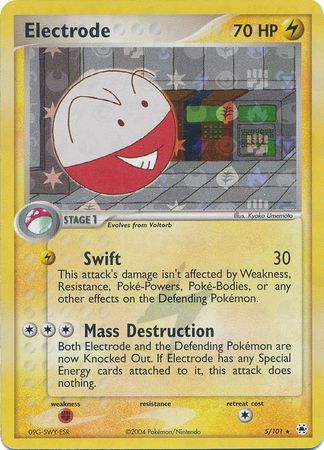 Electrode
70 HP
Illus. Kyoko Umemoto
STAGE 1
Evolves from Voltorb
Swift 30
This attack's damage isn't affected by Weakness,
Resistance, Poké-Powers, Poké-Bodies, or any
other effects on the Defending Pokémon.
Mass Destruction
Both Electrode and the Defending Pokémon are
now Knocked Out. If Electrode has any Special
Energy cards attached to it, this attack does
nothing.
weakness resistance retreat cost
09G-5WY-ESR ©2004 Pokémon/Nintendo 5/101 ★